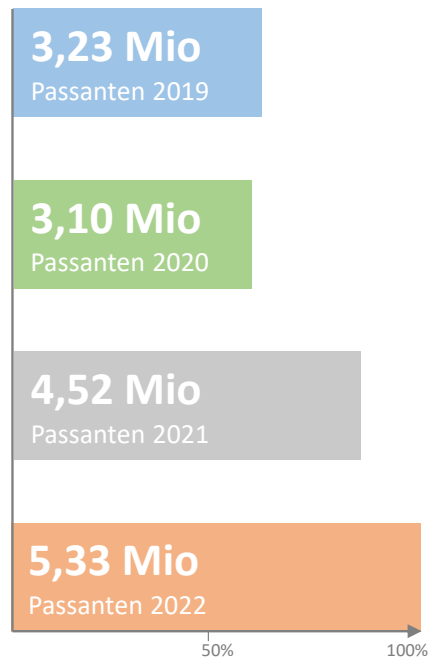 3,23 Mio
Passanten 2019
3,10 Mio
Passanten 2020
4,52 Mio
Passanten 2021
5,33 Mio
Passanten 2022
50%
100%